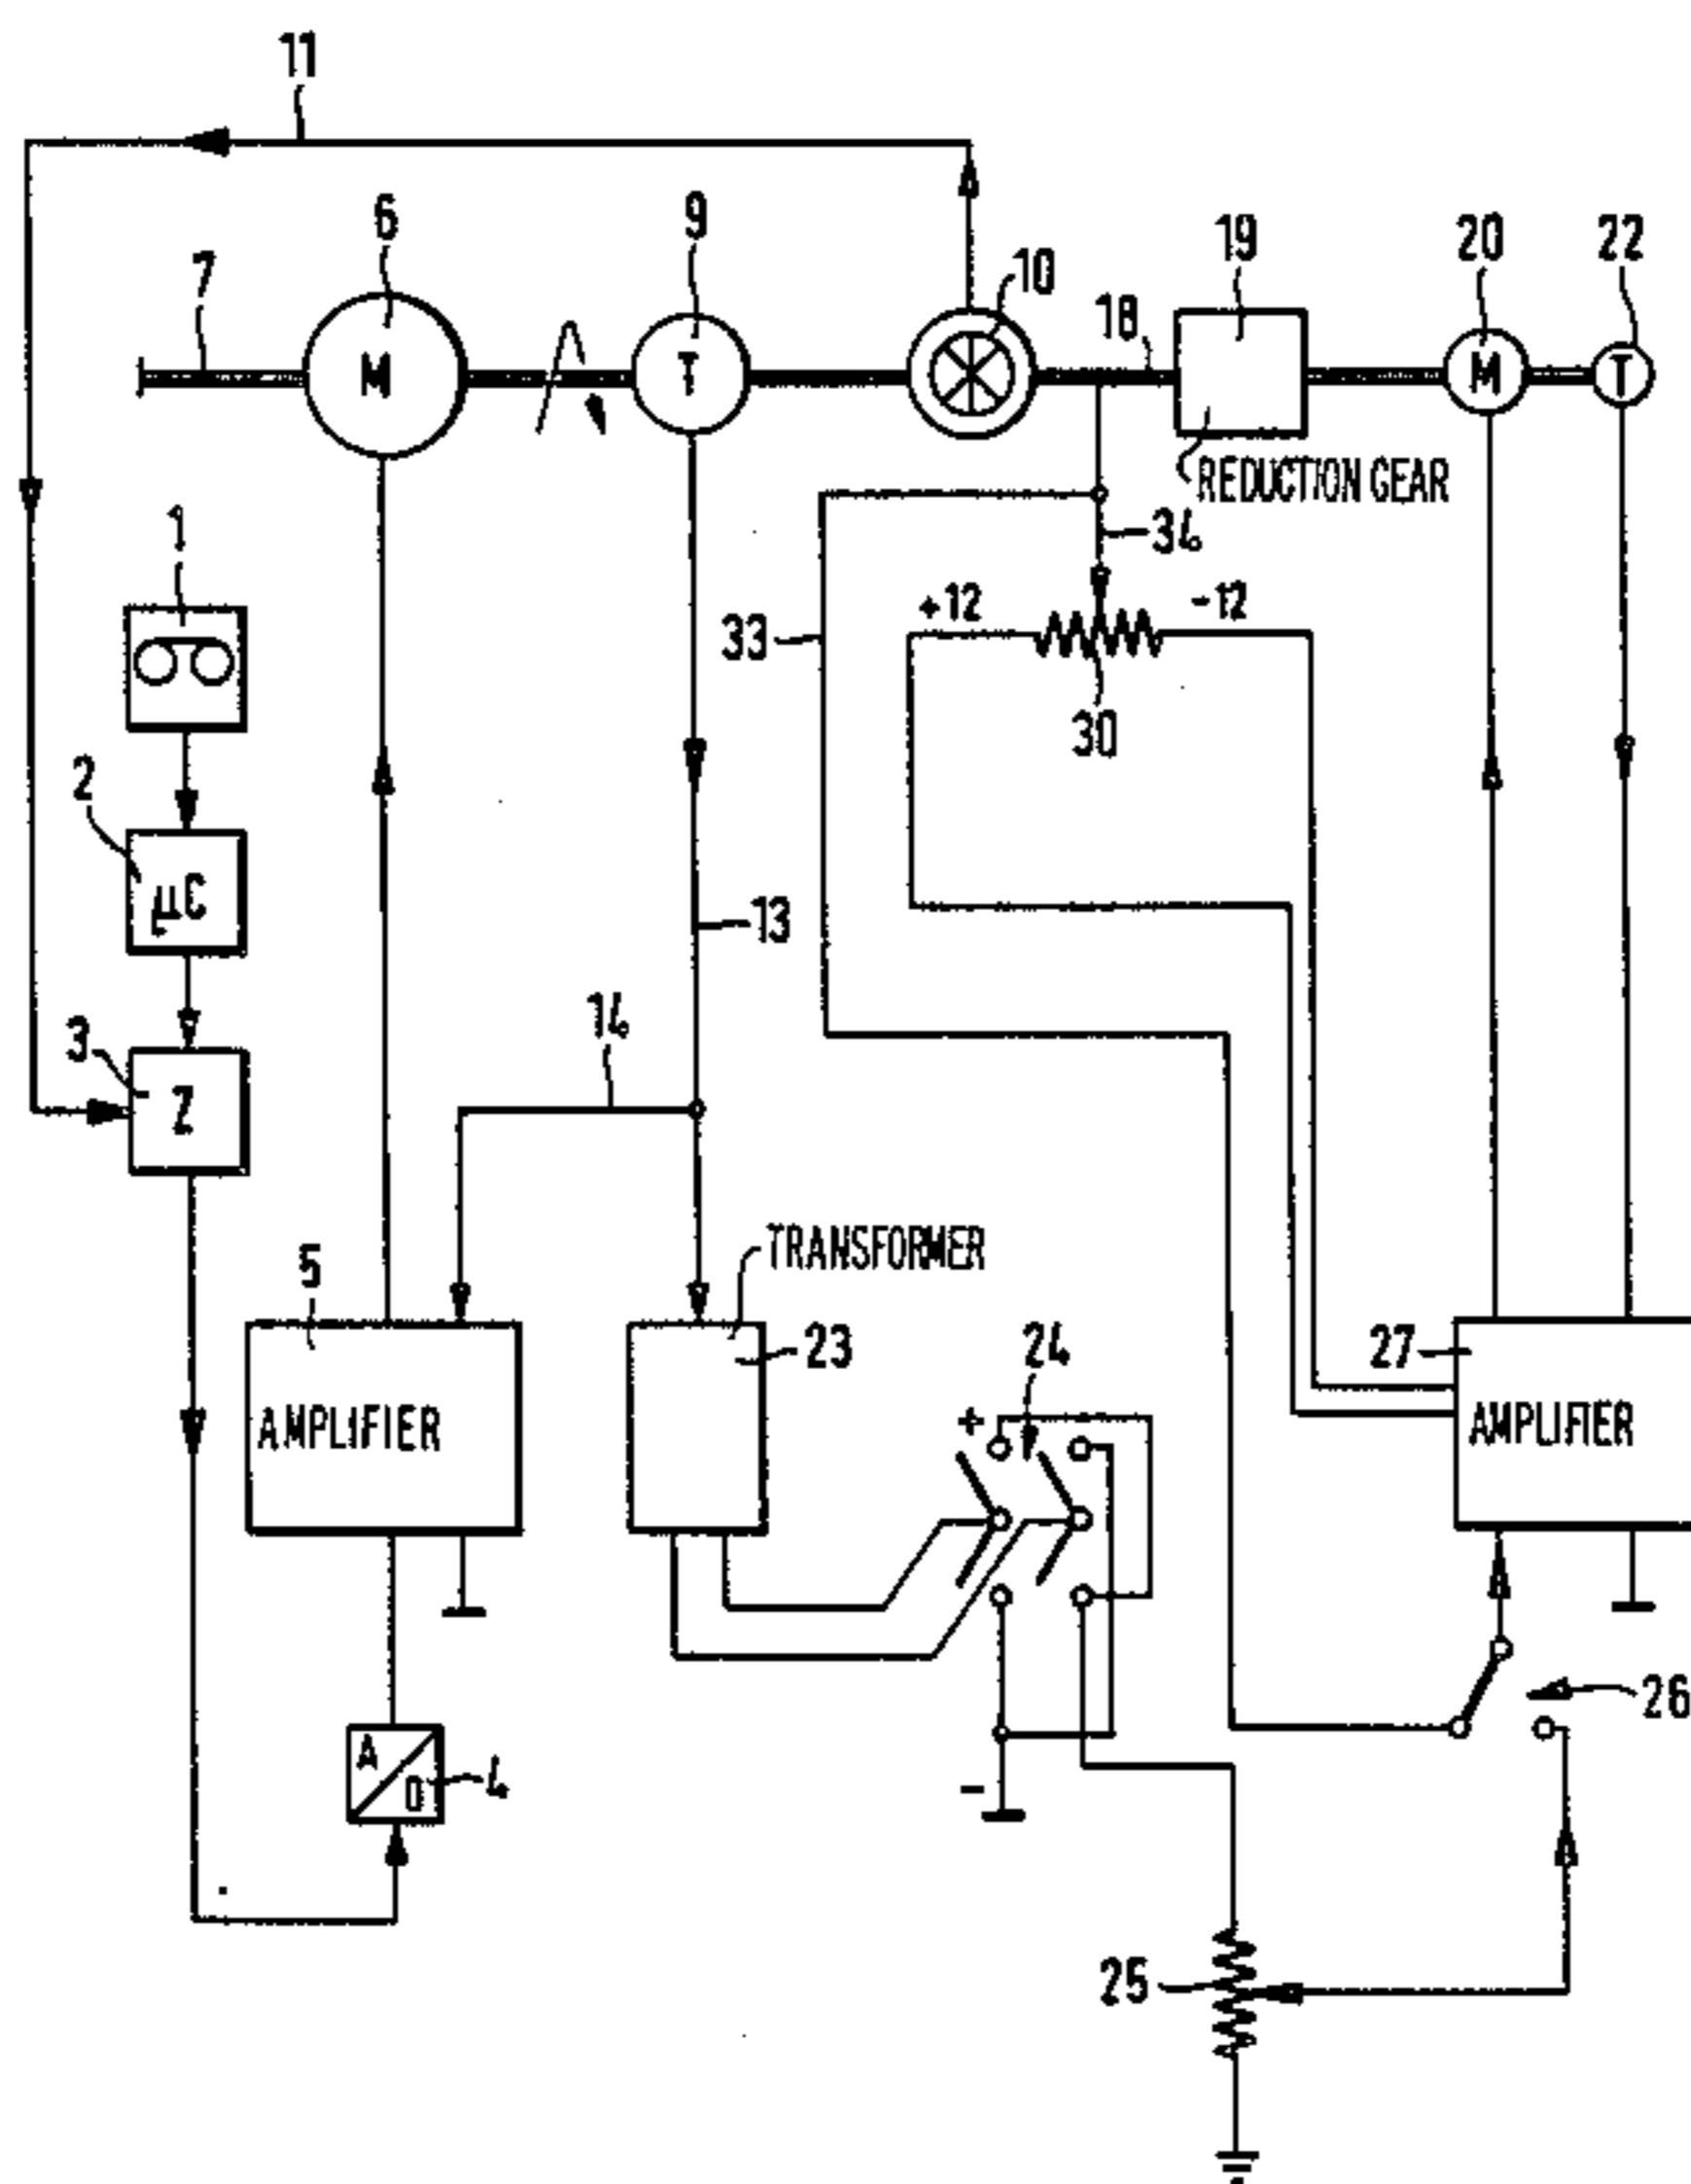 11
6
9
7
10
18
19
20
22
M
T
M
T
REDUCTION GEAR
34
1
+12
-12
33
30
2
µC
13
14
3
Z
TRANSFORMER
5
23
24
27
AMPLIFIER
+
AMPLIFIER
26
A
D
4
-
25